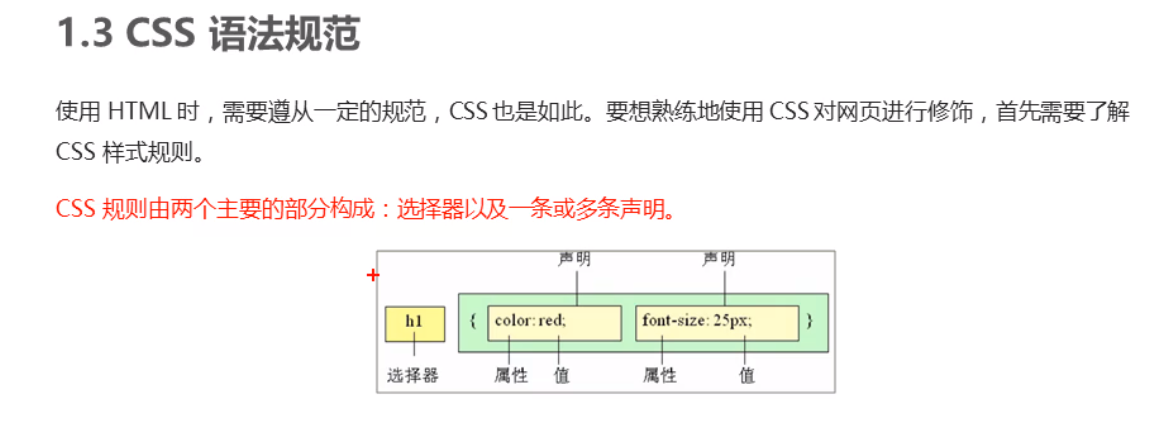 1.3 CSS 语法规范
使用 HTML 时，需要遵从一定的规范，CSS 也是如此。要想熟练地使用 CSS 对网页进行修饰，首先需要了解
CSS 样式规则。
CSS 规则由两个主要的部分构成：选择器以及一条或多条声明。
声明 声明
h1 { color: red; font-size: 25px; }
选择器 属性 值 属性 值